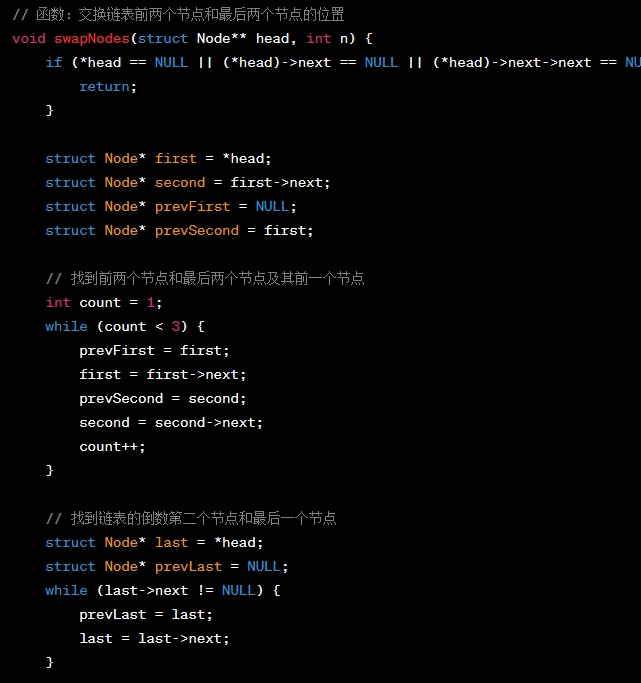 // 函数：交换链表前两个节点和最后两个节点的位置
void swapNodes(struct Node** head, int n) {
    if (*head == NULL || (*head)->next == NULL || (*head)->next->next == NU
        return;
    }
    struct Node* first = *head;
    struct Node* second = first->next;
    struct Node* prevFirst = NULL;
    struct Node* prevSecond = first;
    // 找到前两个节点和最后两个节点及其前一个节点
    int count = 1;
    while (count < 3) {
        prevFirst = first;
        first = first->next;
        prevSecond = second;
        second = second->next;
        count++;
    }
    // 找到链表的倒数第二个节点和最后一个节点
    struct Node* last = *head;
    struct Node* prevLast = NULL;
    while (last->next != NULL) {
        prevLast = last;
        last = last->next;
    }